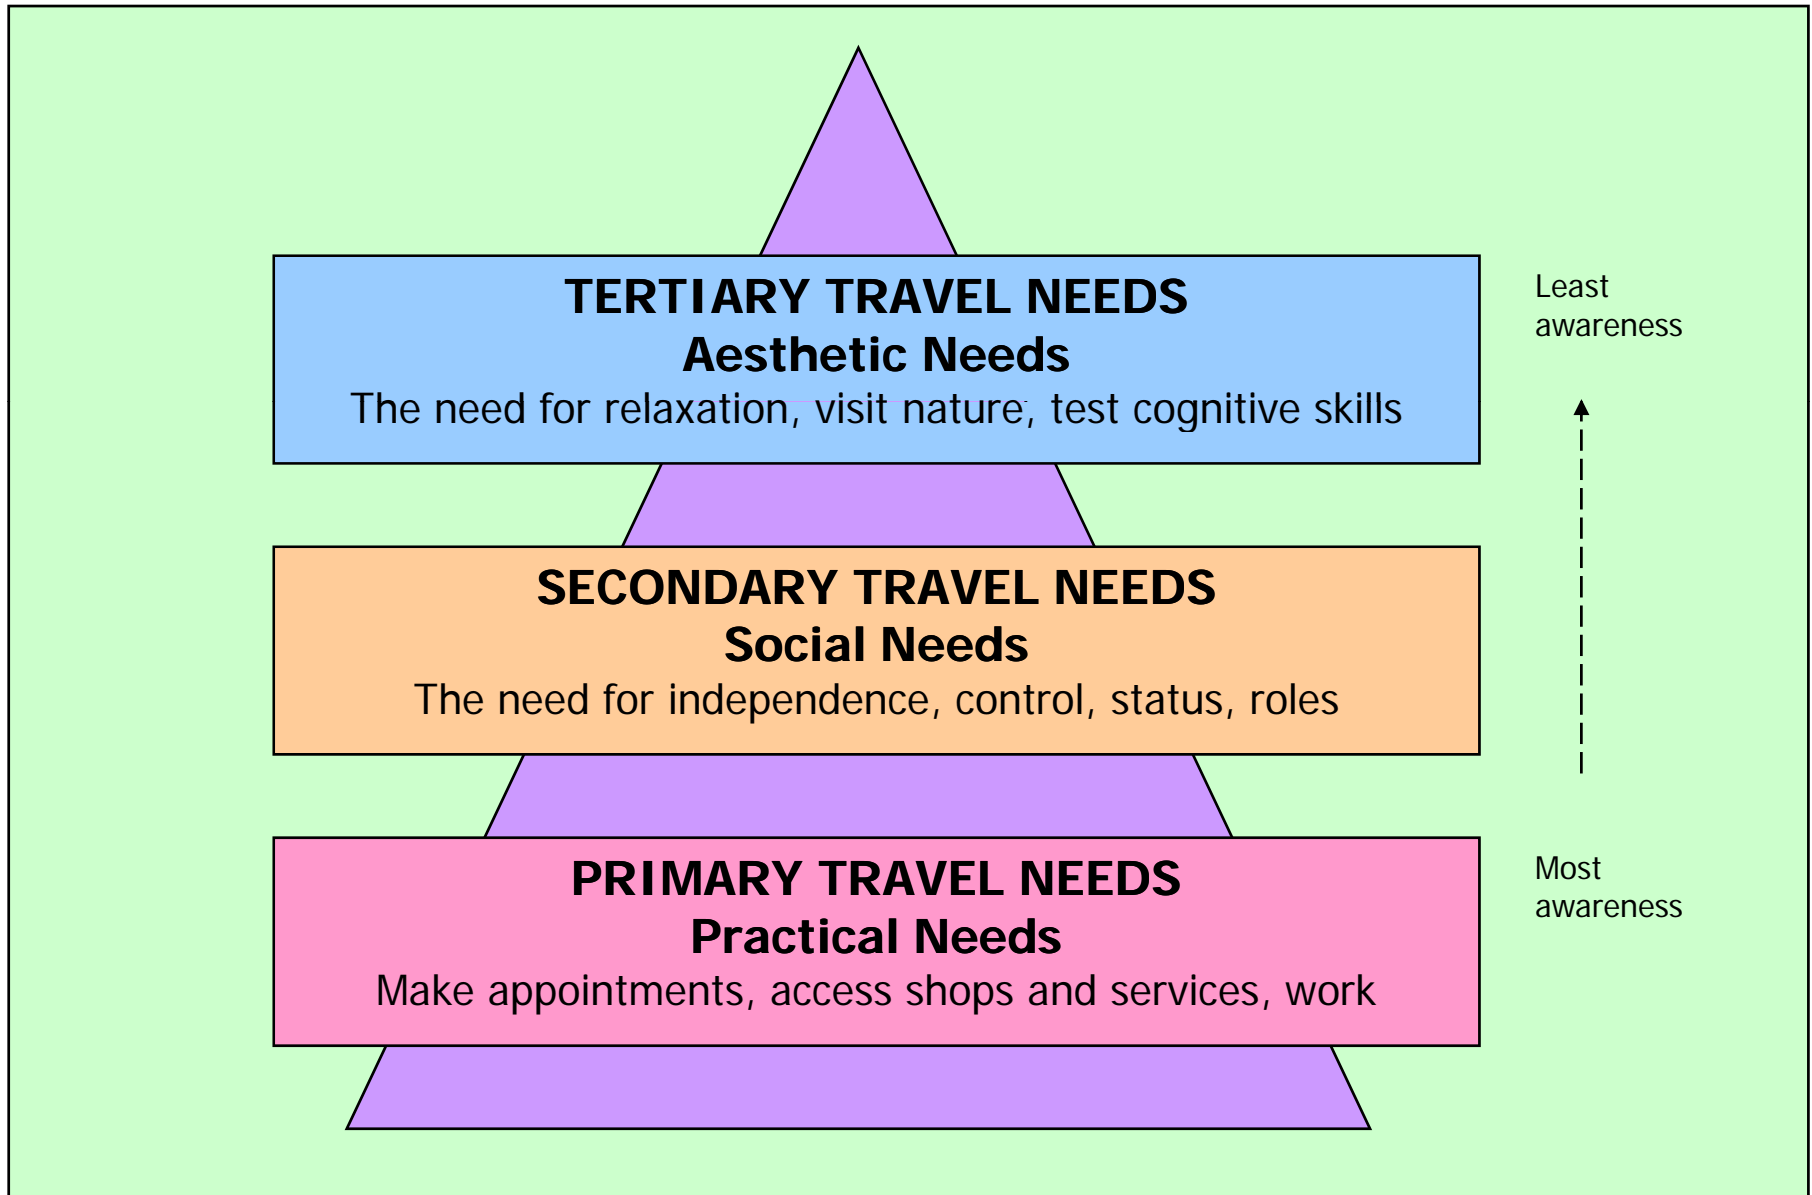 TERTIARY TRAVEL NEEDS
Aesthetic Needs
The need for relaxation, visit nature, test cognitive skills
Least
awareness
SECONDARY TRAVEL NEEDS
Social Needs
The need for independence, control, status, roles
PRIMARY TRAVEL NEEDS
Practical Needs
Make appointments, access shops and services, work
Most
awareness